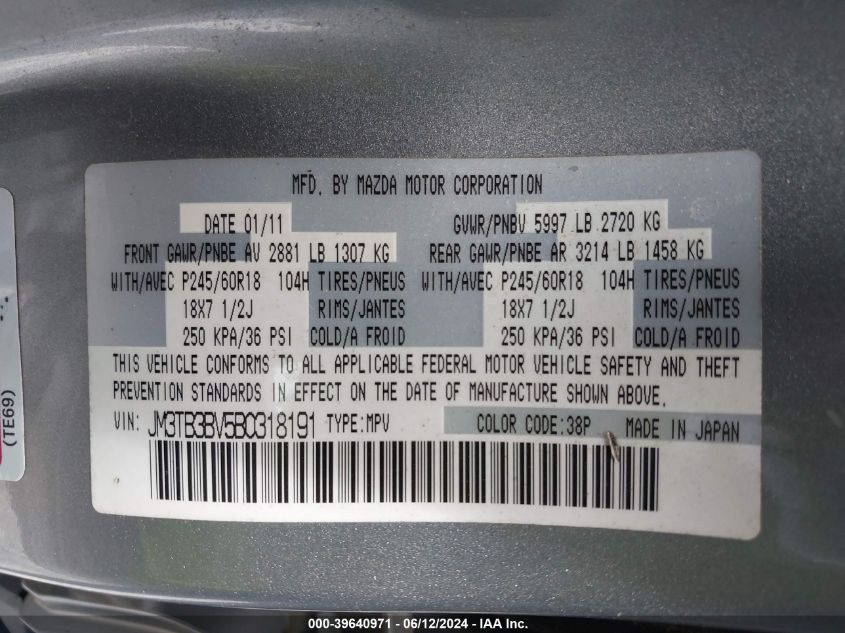 MFD. BY MAZDA MOTOR CORPORATION
DATE 01/11 GVWR/PNBV 5997 LB 2720 KG
FRONT GAWR/PNBE AV 2881 LB 1307 KG REAR GAWR/PNBE AR 3214 LB 1458 KG
WITH/AVEC P245/60R18 104H TIRES/PNEUS WITH/AVEC P245/60R18 104H TIRES/PNEUS
18X7 1/2J RIMS/JANTES 18X7 1/2J RIMS/JANTES
250 KPA/36 PSI COLD/A FROID 250 KPA/36 PSI COLD/A FROID
THIS VEHICLE CONFORMS TO ALL APPLICABLE FEDERAL MOTOR VEHICLE SAFETY AND THEFT
PREVENTION STANDARDS IN EFFECT ON THE DATE OF MANUFACTURE SHOWN ABOVE.
VIN: JM3TB3BV5B0318191 TYPE:MPV COLOR CODE:38P MADE IN JAPAN
(TE69)
000-39640971 - 06/12/2024 - IAA Inc.